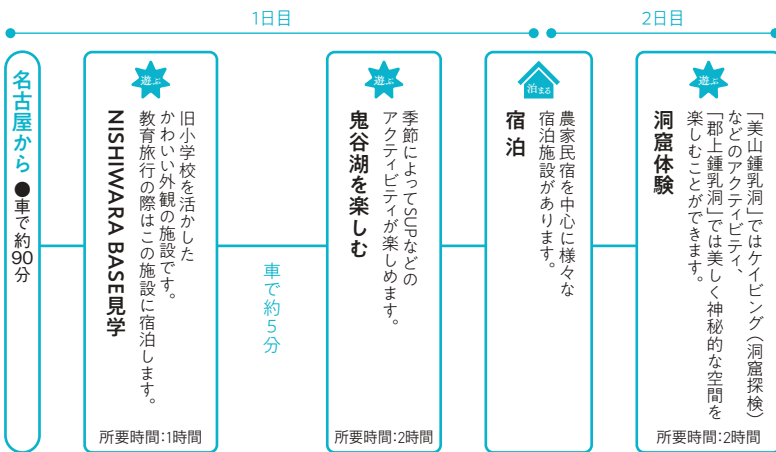 1日目
2日目
名古屋から ●車で約90分
遊ぶ
NISHIWARA BASE見学
旧小学校を活かした
かわいい外観の施設です。
教育旅行の際はこの施設に宿泊します。
所要時間:1時間
車で約5分
遊ぶ
鬼谷湖を楽しむ
季節によってSUPなどの
アクティビティが楽しめます。
所要時間:2時間
泊まる
宿泊
農家民宿を中心に様々な
宿泊施設があります。
遊ぶ
洞窟体験
「美山鍾乳洞」ではケイビング(洞窟探検)
などのアクティビティ、
「郡上鍾乳洞」では美しく神秘的な空間を
楽しむことができます。
所要時間:2時間